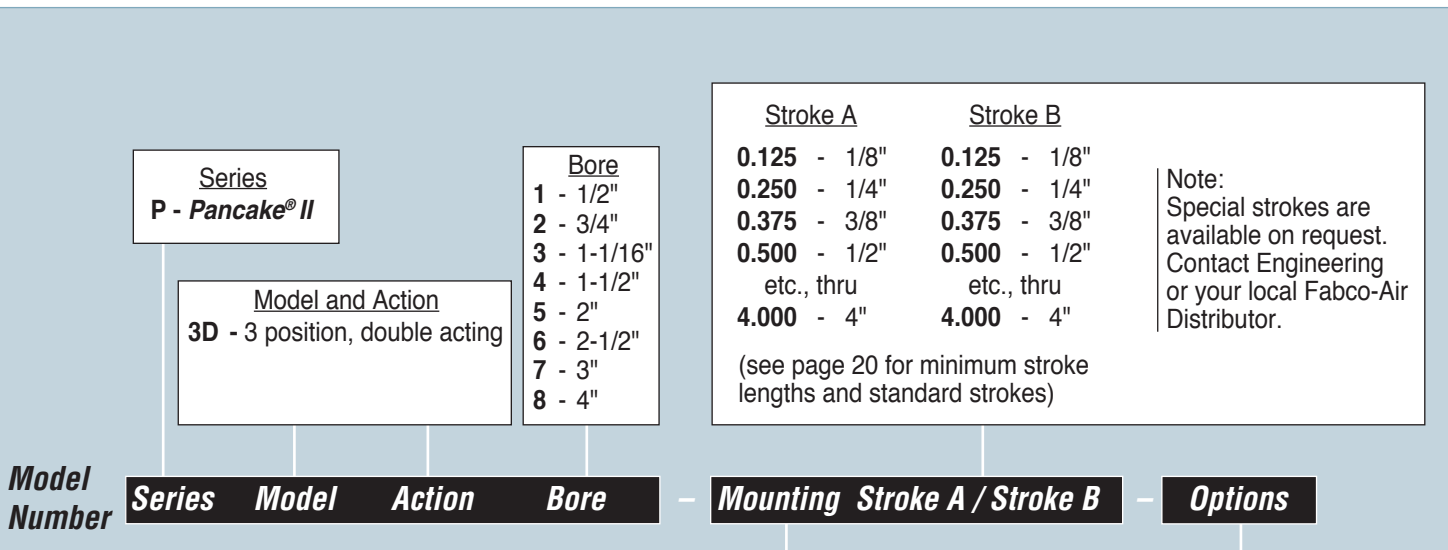 Series
P - Pancake® II
Model and Action
3D - 3 position, double acting
Bore
1 - 1/2"
2 - 3/4"
3 - 1-1/16"
4 - 1-1/2"
5 - 2"
6 - 2-1/2"
7 - 3"
8 - 4"
Stroke A Stroke B
0.125 - 1/8" 0.125 - 1/8"
0.250 - 1/4" 0.250 - 1/4"
0.375 - 3/8" 0.375 - 3/8"
0.500 - 1/2" 0.500 - 1/2"
etc., thru etc., thru
4.000 - 4" 4.000 - 4"
(see page 20 for minimum stroke
lengths and standard strokes)
Note:
Special strokes are
available on request.
Contact Engineering
or your local Fabco-Air
Distributor.
Model
Number
Series Model Action Bore – Mounting Stroke A / Stroke B – Options